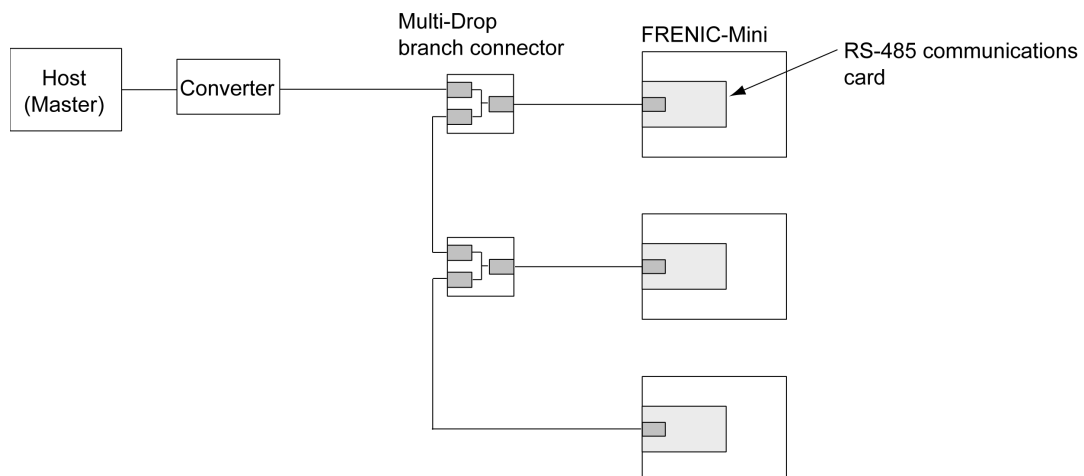 Multi-Drop
branch connector
FRENIC-Mini
RS-485 communications
card
Host
(Master)
Converter